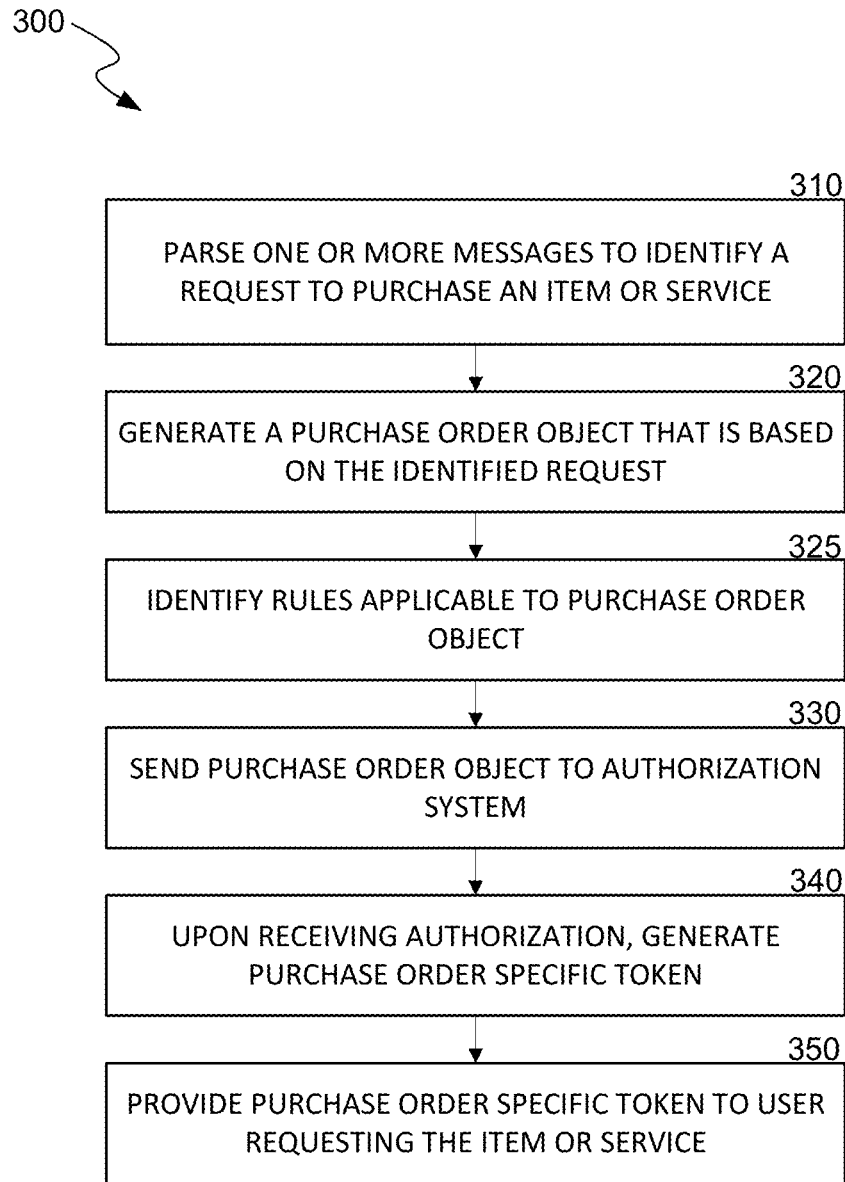 300
310
PARSE ONE OR MORE MESSAGES TO IDENTIFY A
REQUEST TO PURCHASE AN ITEM OR SERVICE
320
GENERATE A PURCHASE ORDER OBJECT THAT IS BASED
ON THE IDENTIFIED REQUEST
325
IDENTIFY RULES APPLICABLE TO PURCHASE ORDER
OBJECT
330
SEND PURCHASE ORDER OBJECT TO AUTHORIZATION
SYSTEM
340
UPON RECEIVING AUTHORIZATION, GENERATE
PURCHASE ORDER SPECIFIC TOKEN
350
PROVIDE PURCHASE ORDER SPECIFIC TOKEN TO USER
REQUESTING THE ITEM OR SERVICE